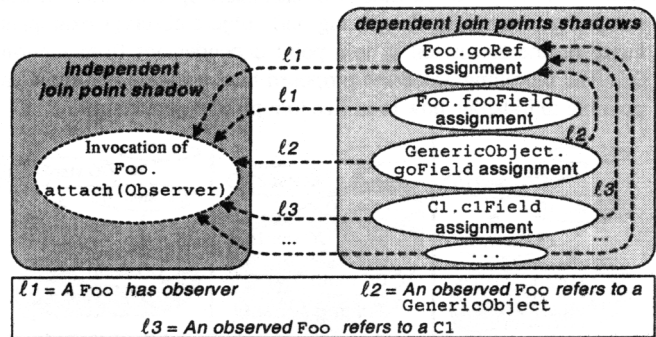 dependent join points shadows
independent
join point shadow
Foo.goRef
assignment
ℓ1
Foo.fooField
assignment
ℓ1
Invocation of
Foo.
attach(Observer)
ℓ2
GenericObject.
goField assignment
ℓ2
ℓ3
C1.c1Field
assignment
ℓ3
...
...
...
ℓ1 = A Foo has observer
ℓ2 = An observed Foo refers to a
GenericObject
ℓ3 = An observed Foo refers to a C1